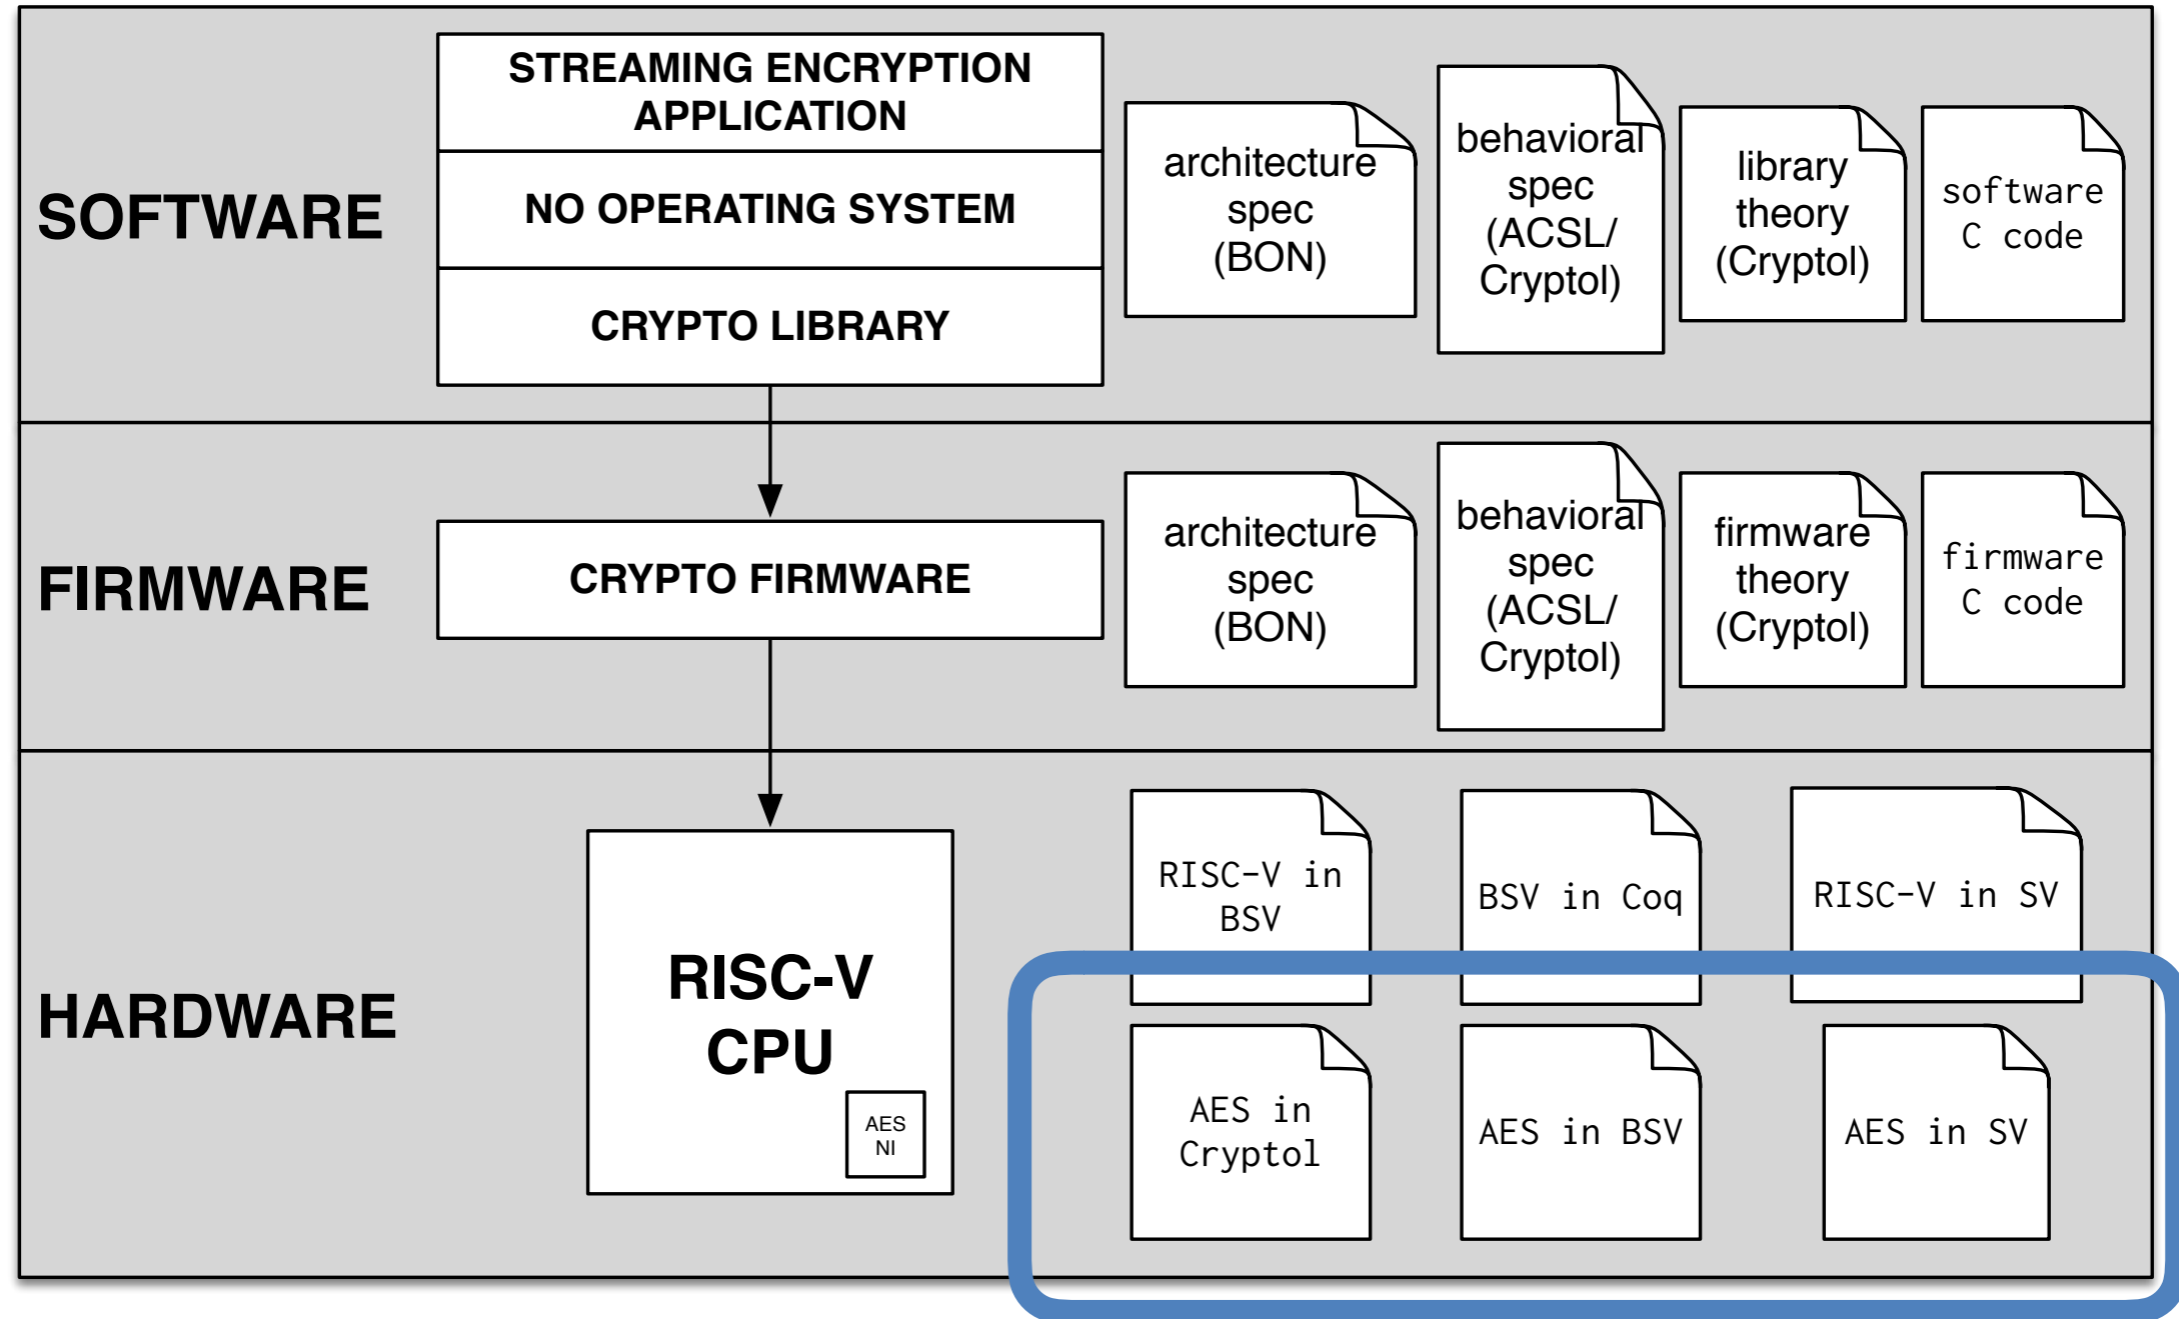 SOFTWARE
STREAMING ENCRYPTION
APPLICATION
NO OPERATING SYSTEM
CRYPTO LIBRARY
architecture
spec
(BON)
behavioral
spec
(ACSL/
Cryptol)
library
theory
(Cryptol)
software
C code
FIRMWARE
CRYPTO FIRMWARE
architecture
spec
(BON)
behavioral
spec
(ACSL/
Cryptol)
firmware
theory
(Cryptol)
firmware
C code
HARDWARE
RISC-V
CPU
AES
NI
RISC-V in
BSV
BSV in Coq
RISC-V in SV
AES in
Cryptol
AES in BSV
AES in SV